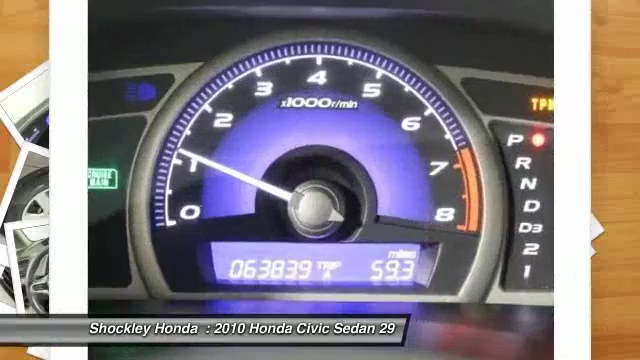 4
3 5
x1000r/min
2 6
1 7
0 8
CRUISE
MAIN
TPM
P
R
N
D
D3
2
1
miles
063839 TRIP A 59.3
Shockley Honda : 2010 Honda Civic Sedan 29